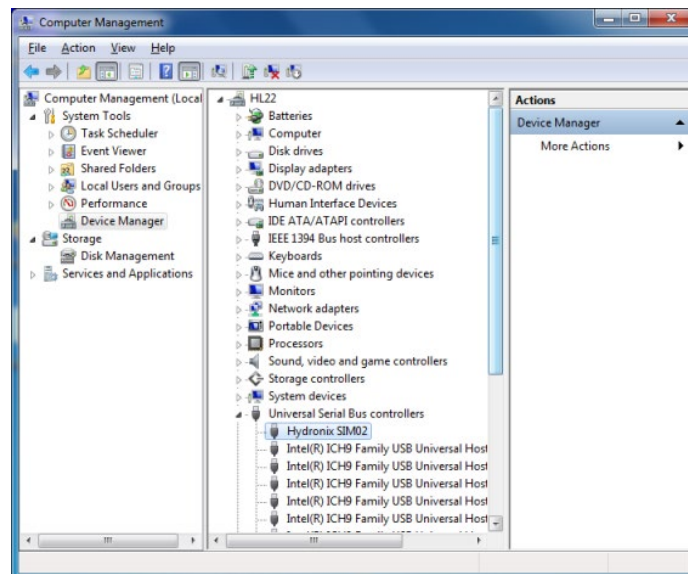 Computer Management
File Action View Help
Computer Management (Local
System Tools
Task Scheduler
Event Viewer
Shared Folders
Local Users and Groups
Performance
Device Manager
Storage
Disk Management
Services and Applications
HL22
Batteries
Computer
Disk drives
Display adapters
DVD/CD-ROM drives
Human Interface Devices
IDE ATA/ATAPI controllers
IEEE 1394 Bus host controllers
Keyboards
Mice and other pointing devices
Monitors
Network adapters
Portable Devices
Processors
Sound, video and game controllers
Storage controllers
System devices
Universal Serial Bus controllers
Hydronix SIM02
Intel(R) ICH9 Family USB Universal Host
Intel(R) ICH9 Family USB Universal Host
Intel(R) ICH9 Family USB Universal Host
Intel(R) ICH9 Family USB Universal Host
Intel(R) ICH9 Family USB Universal Host
Actions
Device Manager
More Actions